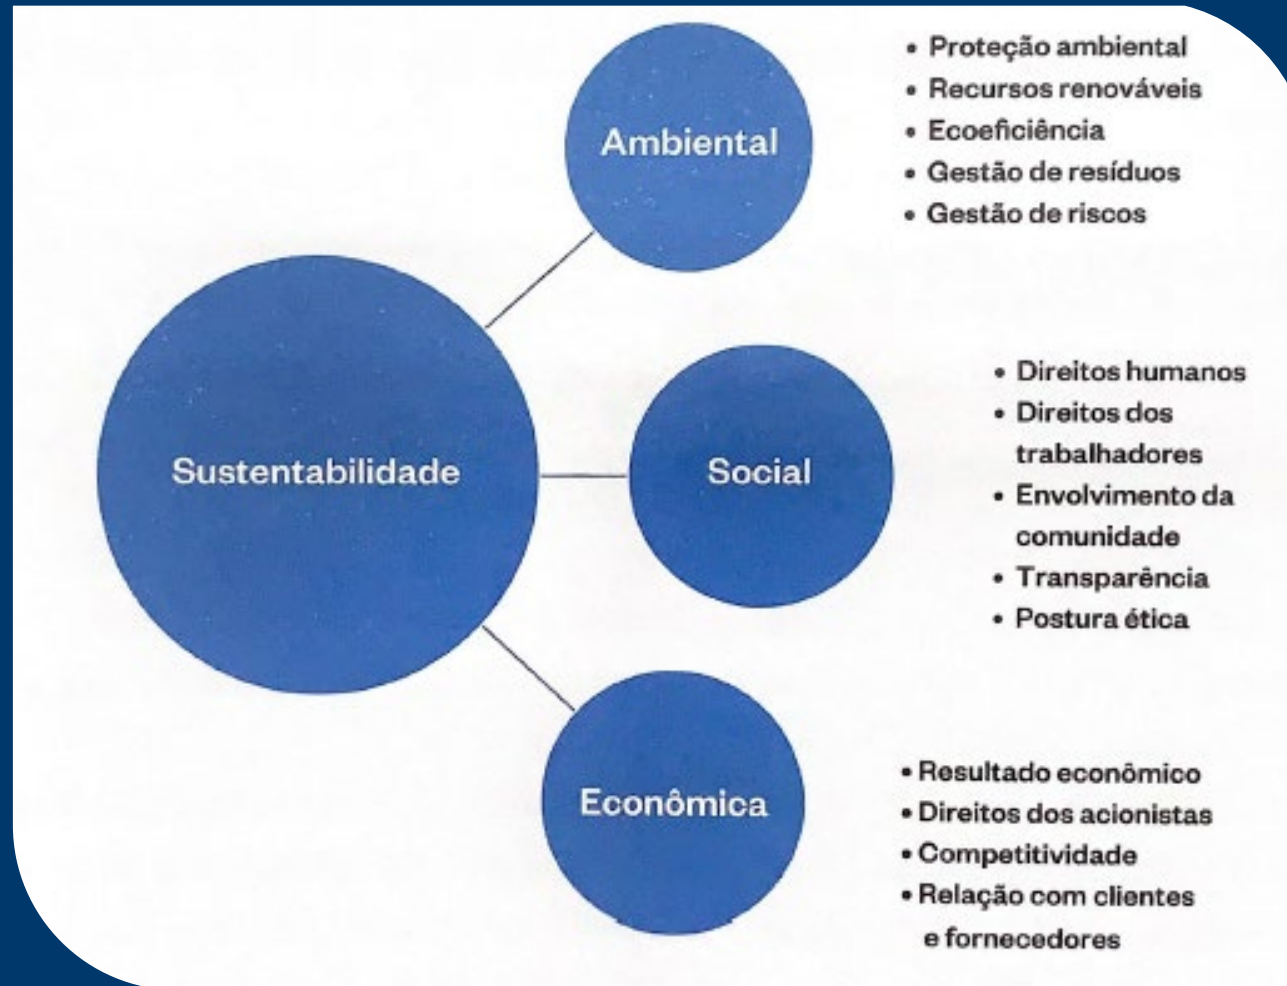 Ambiental
• Proteção ambiental
• Recursos renováveis
• Ecoeficiência
• Gestão de resíduos
• Gestão de riscos
Sustentabilidade
Social
• Direitos humanos
• Direitos dos
trabalhadores
• Envolvimento da
comunidade
• Transparência
• Postura ética
Econômica
• Resultado econômico
• Direitos dos acionistas
• Competitividade
• Relação com clientes
e fornecedores